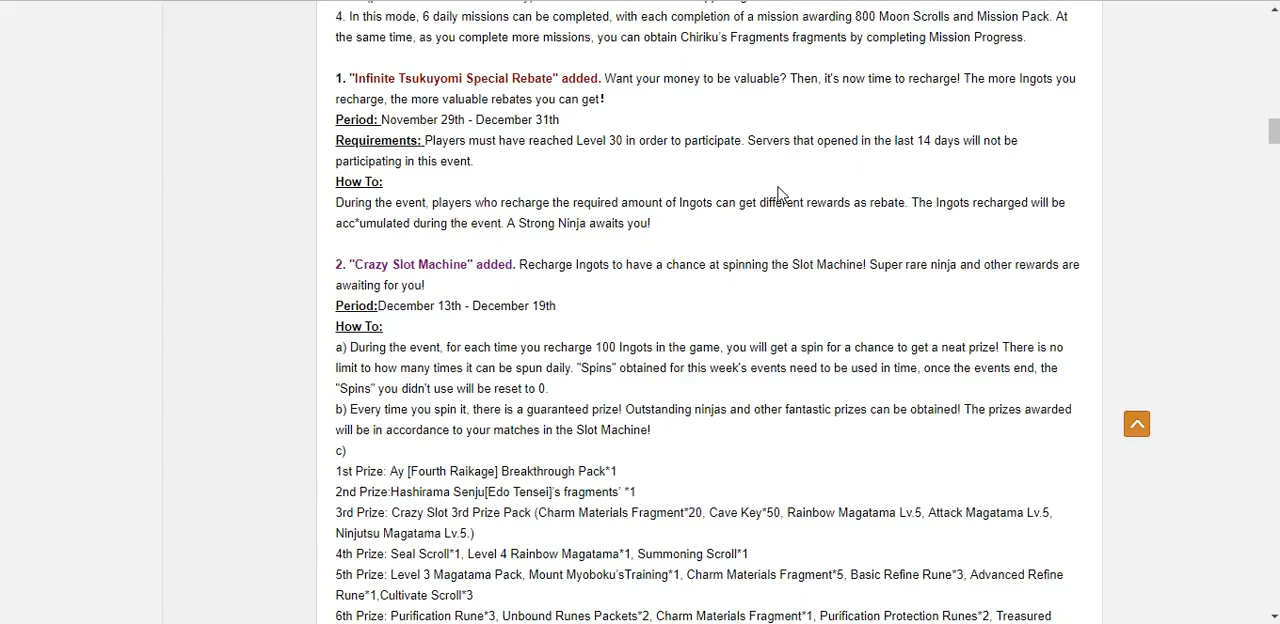 4. In this mode, 6 daily missions can be completed, with each completion of a mission awarding 800 Moon Scrolls and Mission Pack. At
the same time, as you complete more missions, you can obtain Chiriku's Fragments fragments by completing Mission Progress.
1. "Infinite Tsukuyomi Special Rebate" added. Want your money to be valuable? Then, it's now time to recharge! The more Ingots you
recharge, the more valuable rebates you can get!
Period: November 29th - December 31th
Requirements: Players must have reached Level 30 in order to participate. Servers that opened in the last 14 days will not be
participating in this event.
How To:
During the event, players who recharge the required amount of Ingots can get different rewards as rebate. The Ingots recharged will be
acc*umulated during the event. A Strong Ninja awaits you!
2. "Crazy Slot Machine" added. Recharge Ingots to have a chance at spinning the Slot Machine! Super rare ninja and other rewards are
awaiting for you!
Period:December 13th - December 19th
How To:
a) During the event, for each time you recharge 100 Ingots in the game, you will get a spin for a chance to get a neat prize! There is no
limit to how many times it can be spun daily. "Spins" obtained for this week's events need to be used in time, once the events end, the
"Spins" you didn't use will be reset to 0.
b) Every time you spin it, there is a guaranteed prize! Outstanding ninjas and other fantastic prizes can be obtained! The prizes awarded
will be in accordance to your matches in the Slot Machine!
c)
1st Prize: Ay [Fourth Raikage] Breakthrough Pack*1
2nd Prize:Hashirama Senju[Edo Tensei]'s fragments' *1
3rd Prize: Crazy Slot 3rd Prize Pack (Charm Materials Fragment*20, Cave Key*50, Rainbow Magatama Lv.5, Attack Magatama Lv.5,
Ninjutsu Magatama Lv.5.)
4th Prize: Seal Scroll*1, Level 4 Rainbow Magatama*1, Summoning Scroll*1
5th Prize: Level 3 Magatama Pack, Mount Myoboku'sTraining*1, Charm Materials Fragment*5, Basic Refine Rune*3, Advanced Refine
Rune*1,Cultivate Scroll*3
6th Prize: Purification Rune*3, Unbound Runes Packets*2, Charm Materials Fragment*1, Purification Protection Runes*2, Treasured